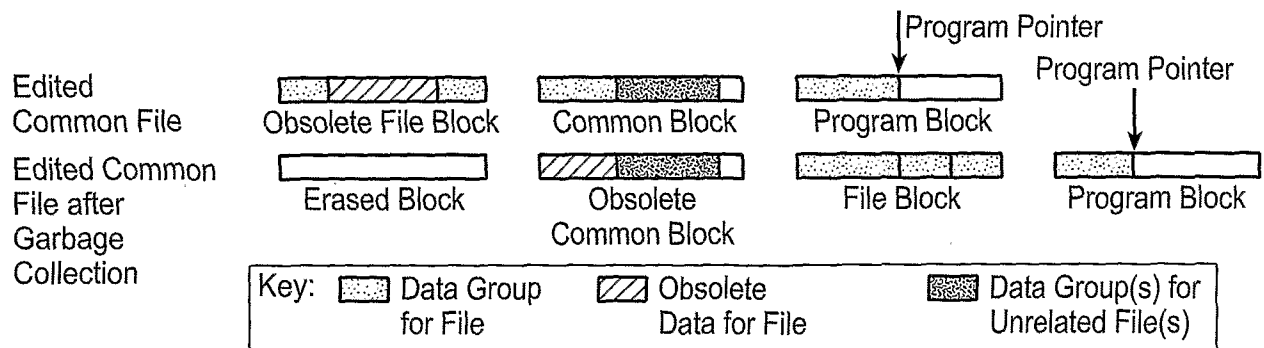 Program Pointer
Program Pointer
Edited
Common File
Obsolete File Block
Common Block
Program Block
Edited Common
File after
Garbage
Collection
Erased Block
Obsolete
Common Block
File Block
Program Block
Key:
Data Group
for File
Obsolete
Data for File
Data Group(s) for
Unrelated File(s)